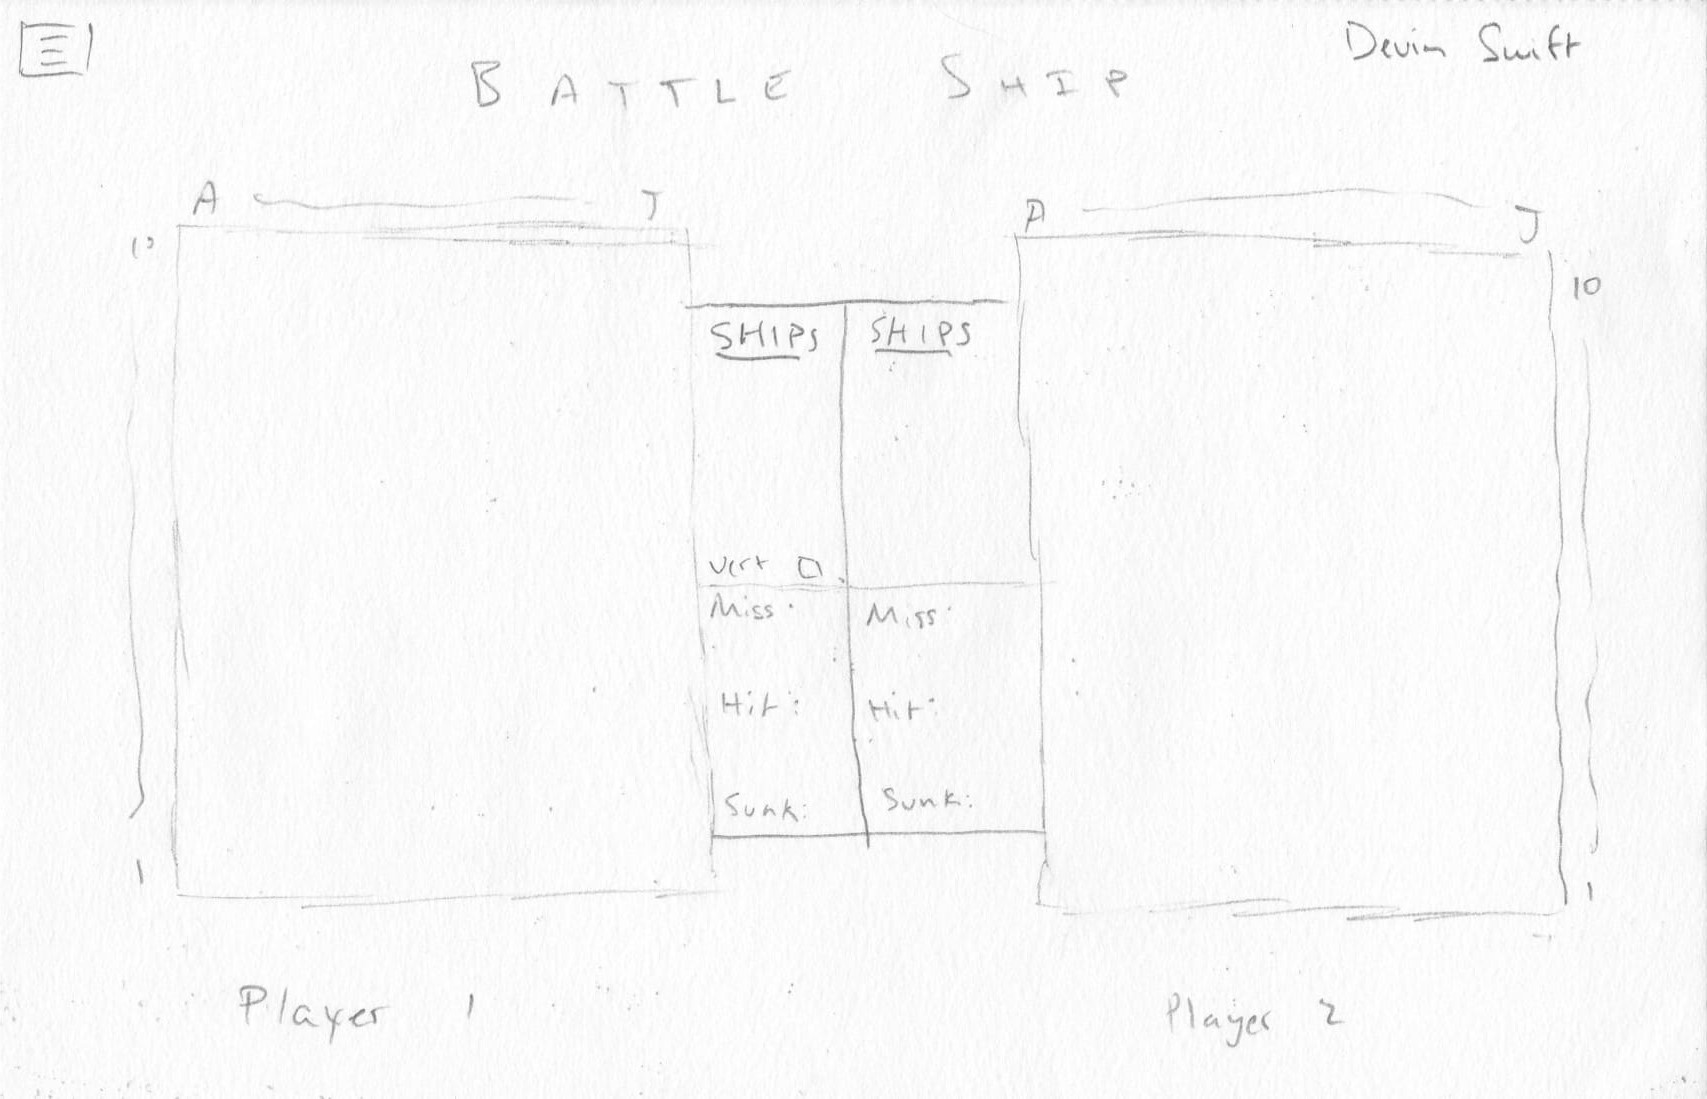 Devin Swift
BATTLE SHIP
A J
A J
10
10
SHIPS SHIPS
Vert
Miss: Miss:
Hit: Hit:
Sunk: Sunk:
1
1
Player 1
Player 2